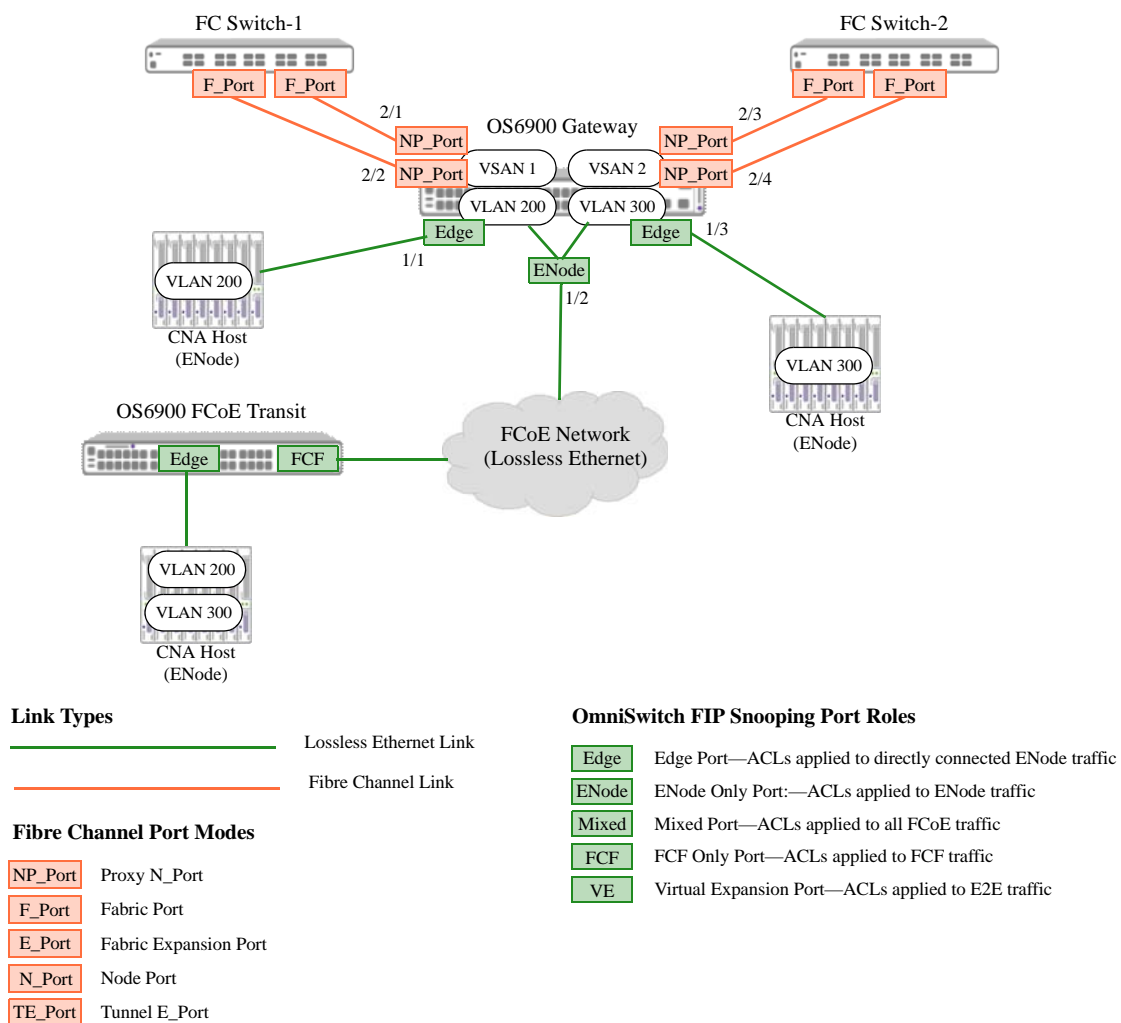 FC Switch-1
FC Switch-2
F_Port
F_Port
F_Port
F_Port
2/1
2/3
OS6900 Gateway
NP_Port
NP_Port
VSAN 1
VSAN 2
2/2
NP_Port
NP_Port
2/4
VLAN 200
VLAN 300
Edge
Edge
1/3
1/1
ENode
1/2
VLAN 200
CNA Host
(ENode)
VLAN 300
CNA Host
(ENode)
OS6900 FCoE Transit
Edge
FCF
FCoE Network
(Lossless Ethernet)
VLAN 200
VLAN 300
CNA Host
(ENode)
Link Types
Lossless Ethernet Link
Fibre Channel Link
Fibre Channel Port Modes
NP_Port Proxy N_Port
F_Port Fabric Port
E_Port Fabric Expansion Port
N_Port Node Port
TE_Port Tunnel E_Port
OmniSwitch FIP Snooping Port Roles
Edge Edge Port—ACLs applied to directly connected ENode traffic
ENode ENode Only Port:—ACLs applied to ENode traffic
Mixed Mixed Port—ACLs applied to all FCoE traffic
FCF FCF Only Port—ACLs applied to FCF traffic
VE Virtual Expansion Port—ACLs applied to E2E traffic